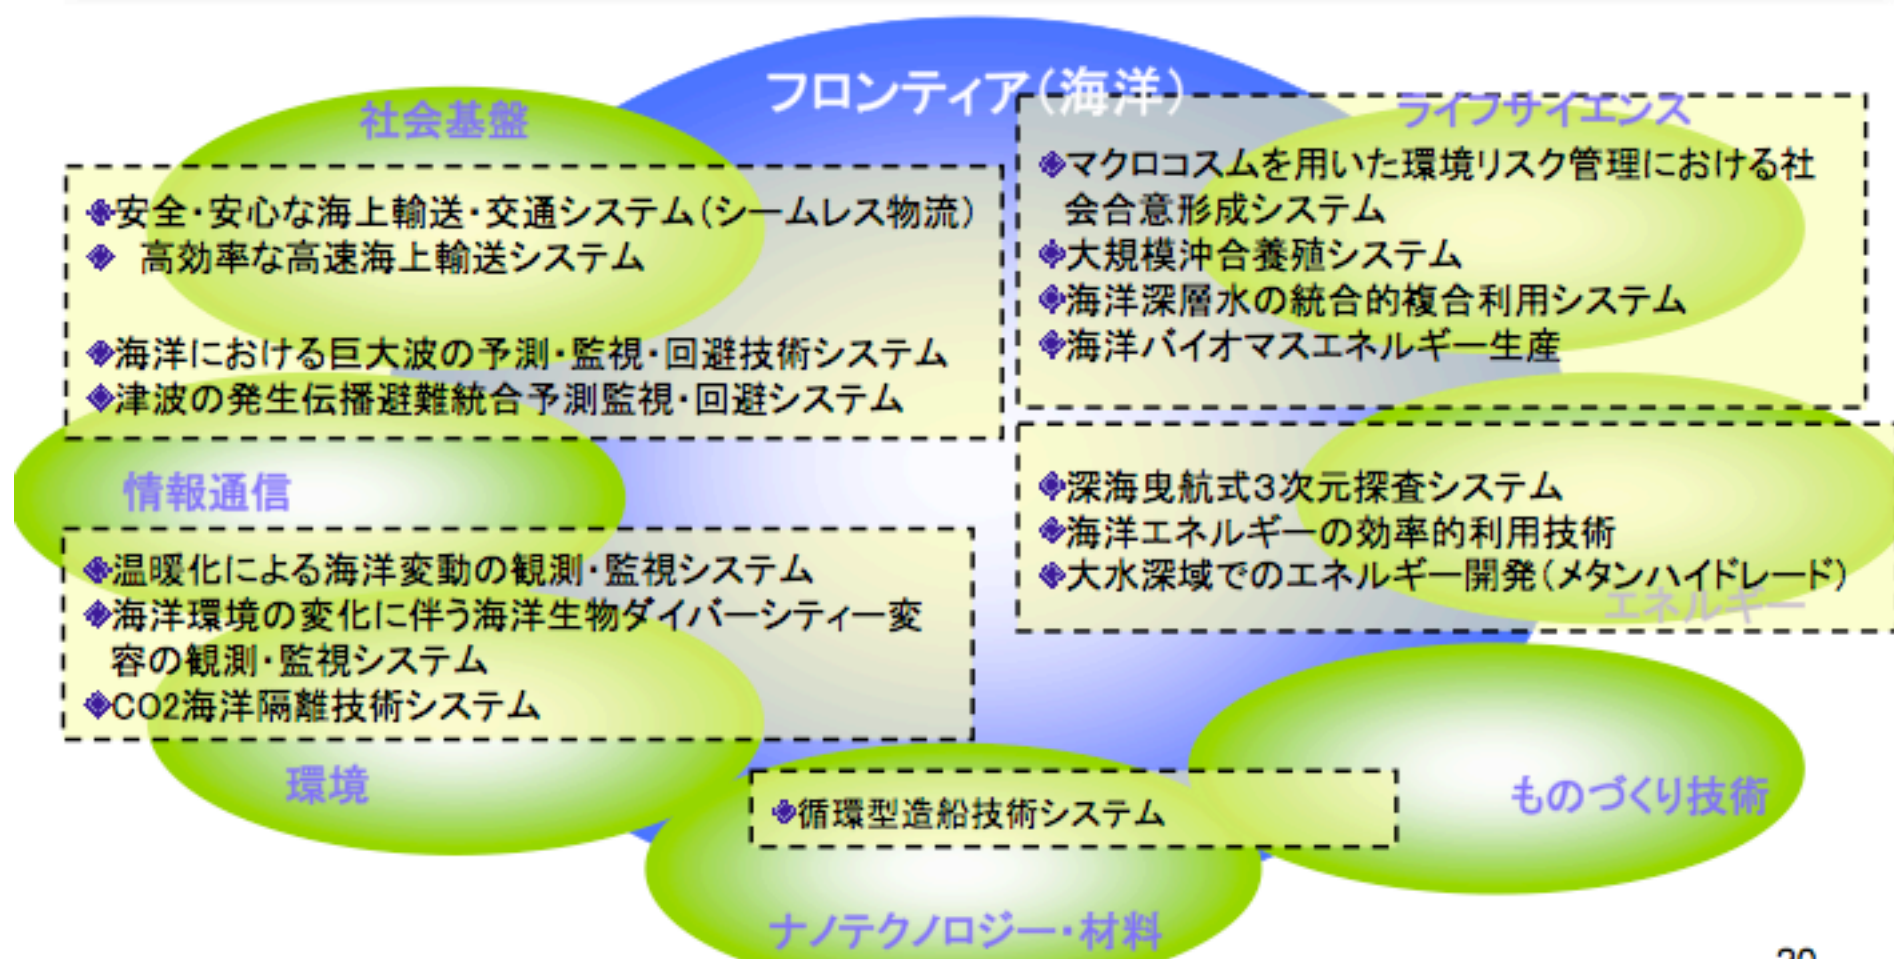 フロンティア（海洋）
社会基盤
◆安全・安心な海上輸送・交通システム（シームレス物流）
◆ 高効率な高速海上輸送システム
◆海洋における巨大波の予測・監視・回避技術システム
◆津波の発生伝播避難統合予測監視・回避システム
ライフサイエンス
◆マクロコスムを用いた環境リスク管理における社
会合意形成システム
◆大規模沖合養殖システム
◆海洋深層水の統合的複合利用システム
◆海洋バイオマスエネルギー生産
情報通信
◆温暖化による海洋変動の観測・監視システム
◆海洋環境の変化に伴う海洋生物ダイバーシティー変
容の観測・監視システム
◆CO2海洋隔離技術システム
環境
◆深海曳航式3次元探査システム
◆海洋エネルギーの効率的利用技術
◆大水深域でのエネルギー開発（メタンハイドレード）
エネルギー
◆循環型造船技術システム
ものづくり技術
ナノテクノロジー・材料